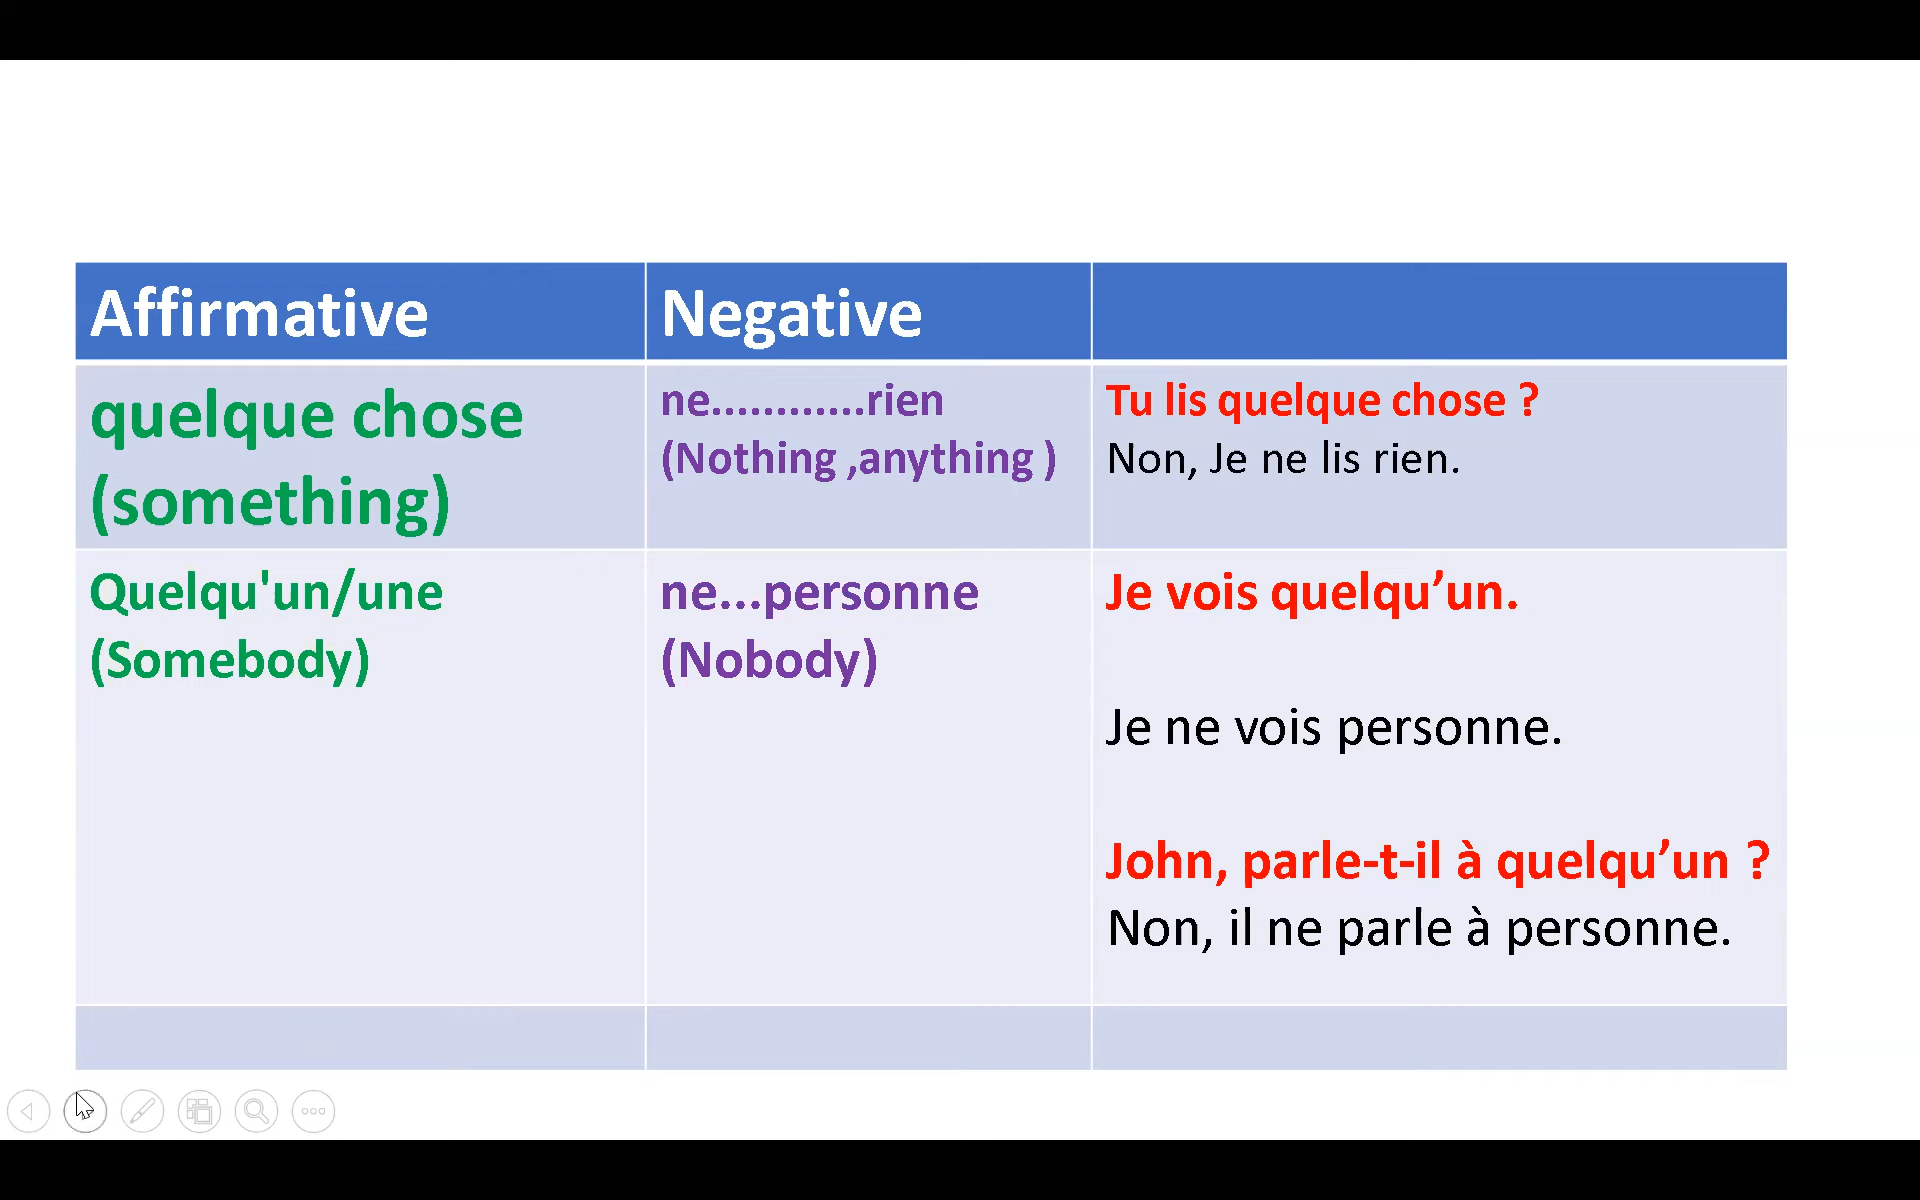 Affirmative
Negative
quelque chose
(something)
ne............rien
(Nothing ,anything )
Tu lis quelque chose ?
Non, Je ne lis rien.
Quelqu'un/une
(Somebody)
ne...personne
(Nobody)
Je vois quelqu’un.
Je ne vois personne.
John, parle-t-il à quelqu’un ?
Non, il ne parle à personne.